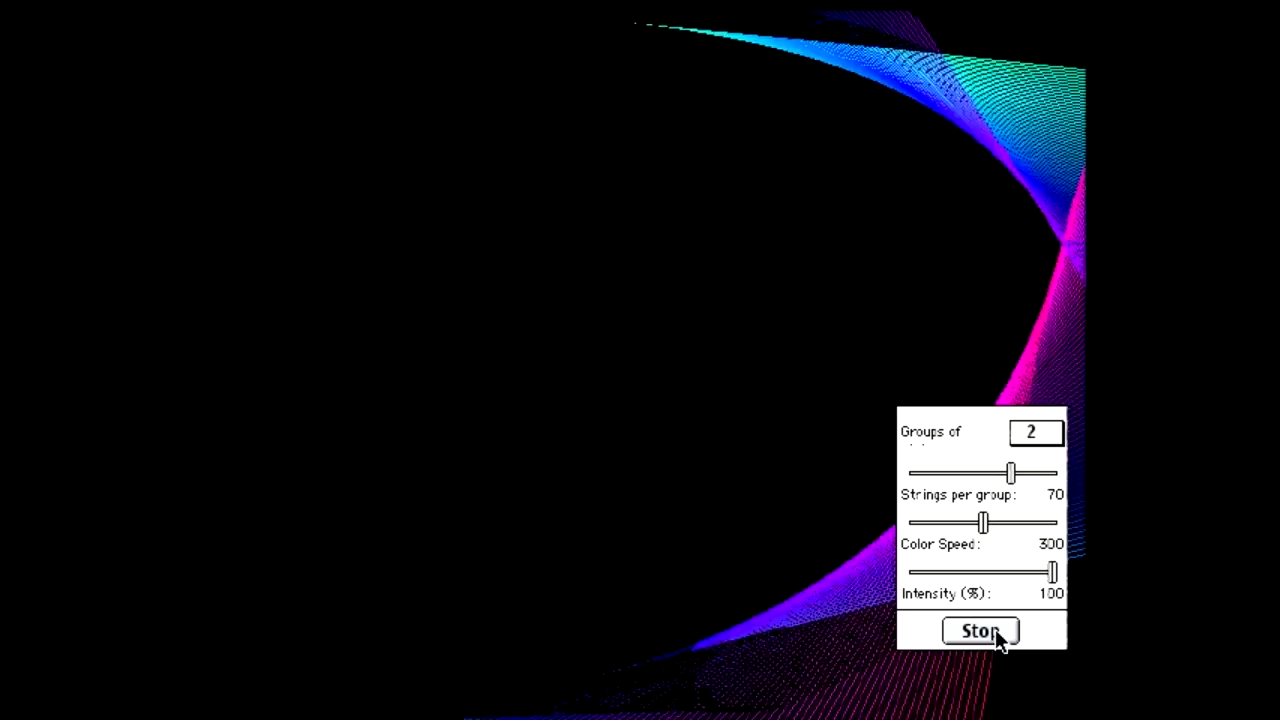 Groups of 2
Strings per group: 70
Color Speed: 300
Intensity (%): 100
Stop